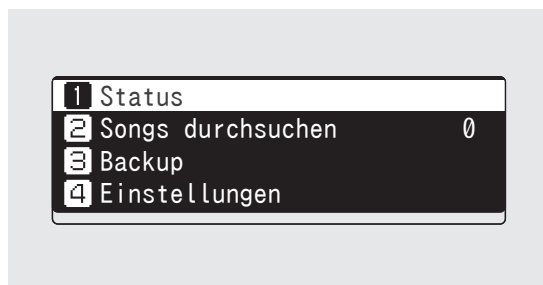 1 Status
2 Songs durchsuchen 0
3 Backup
4 Einstellungen